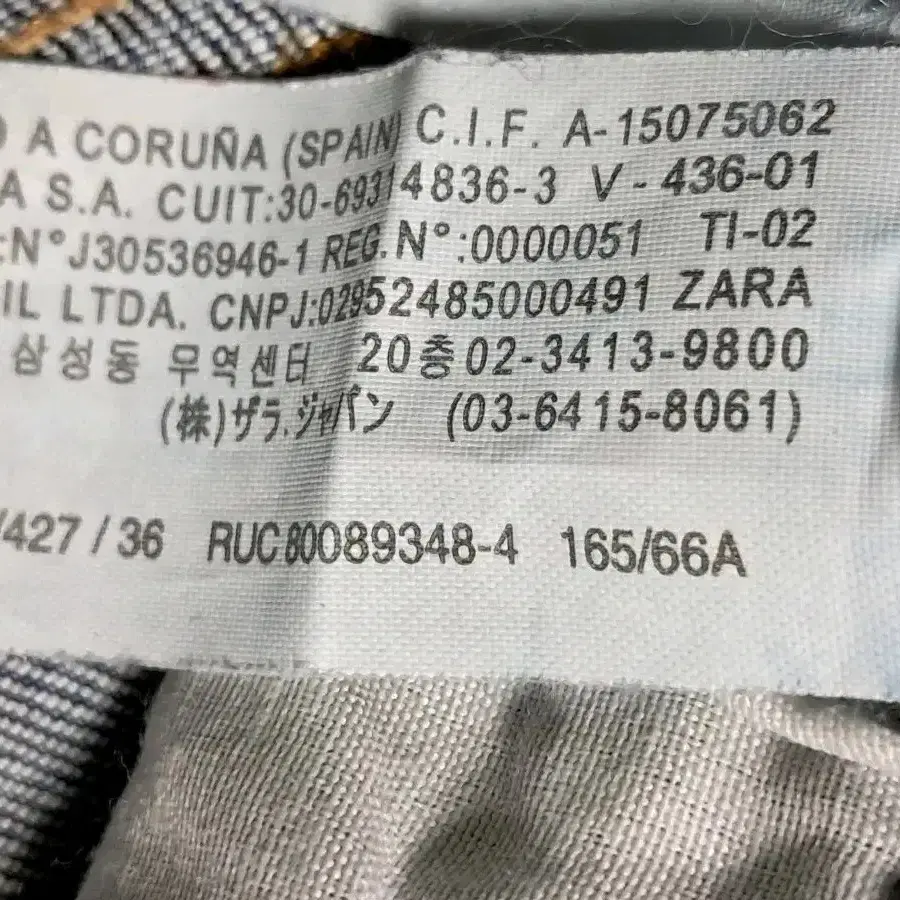 A CORUÑA (SPAIN) C.I.F. A-15075062
A S.A. CUIT:30-69314836-3 V-436-01
:N°J30536946-1 REG.N°:0000051 TI-02
IL LTDA. CNPJ:02952485000491 ZARA
삼성동 무역센터 20층 02-3413-9800
(株)ザラ.ジャパン (03-6415-8061)
/427 / 36 RUC80089348-4 165/66A